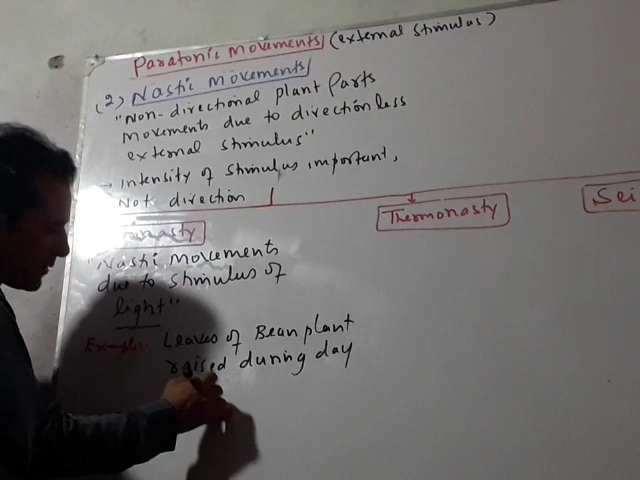 Paratonic Movements (external stimulus)
(2) Nastic Movements
"Non-directional plant Parts
Movements due to directionless
external stimulus"
→ Intensity of stimulus important,
Not direction
Thermonasty
Sei
"Nastic Movements
due to stimulus of
light"
Example:- Leaves of Bean plant
raised during day